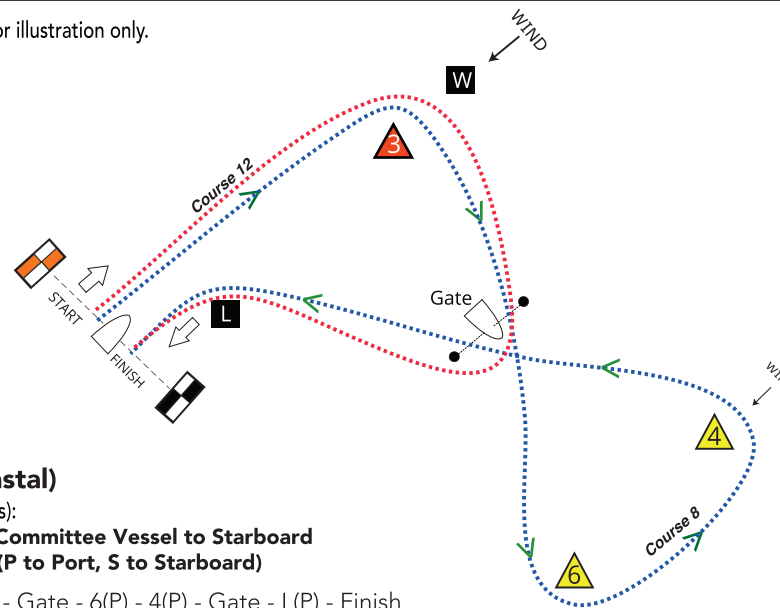 or illustration only.
WIND
W
3
Course 12
START
L
Gate
FINISH
4
Course 8
6
stal)
s):
Committee Vessel to Starboard
(P to Port, S to Starboard)
- Gate - 6(P) - 4(P) - Gate - L(P) - Finish